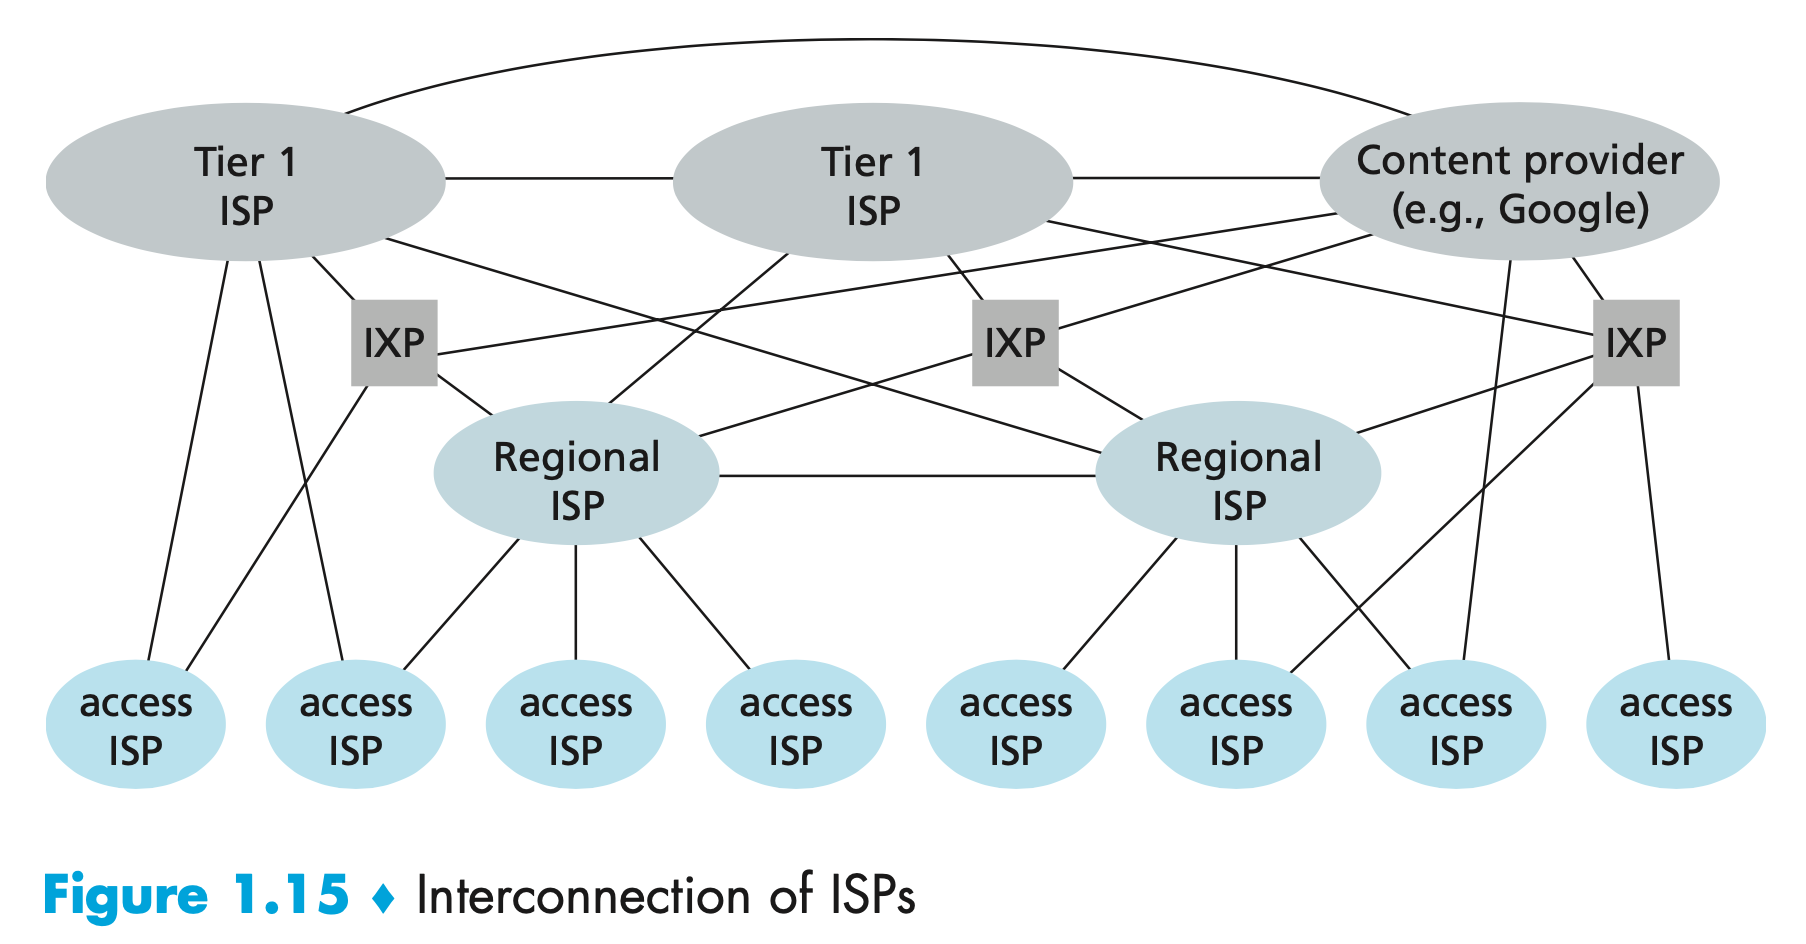 Tier 1
ISP
Tier 1
ISP
Content provider
(e.g., Google)
IXP
IXP
IXP
Regional
ISP
Regional
ISP
access
ISP
access
ISP
access
ISP
access
ISP
access
ISP
access
ISP
access
ISP
access
ISP
Figure 1.15 ♦ Interconnection of ISPs